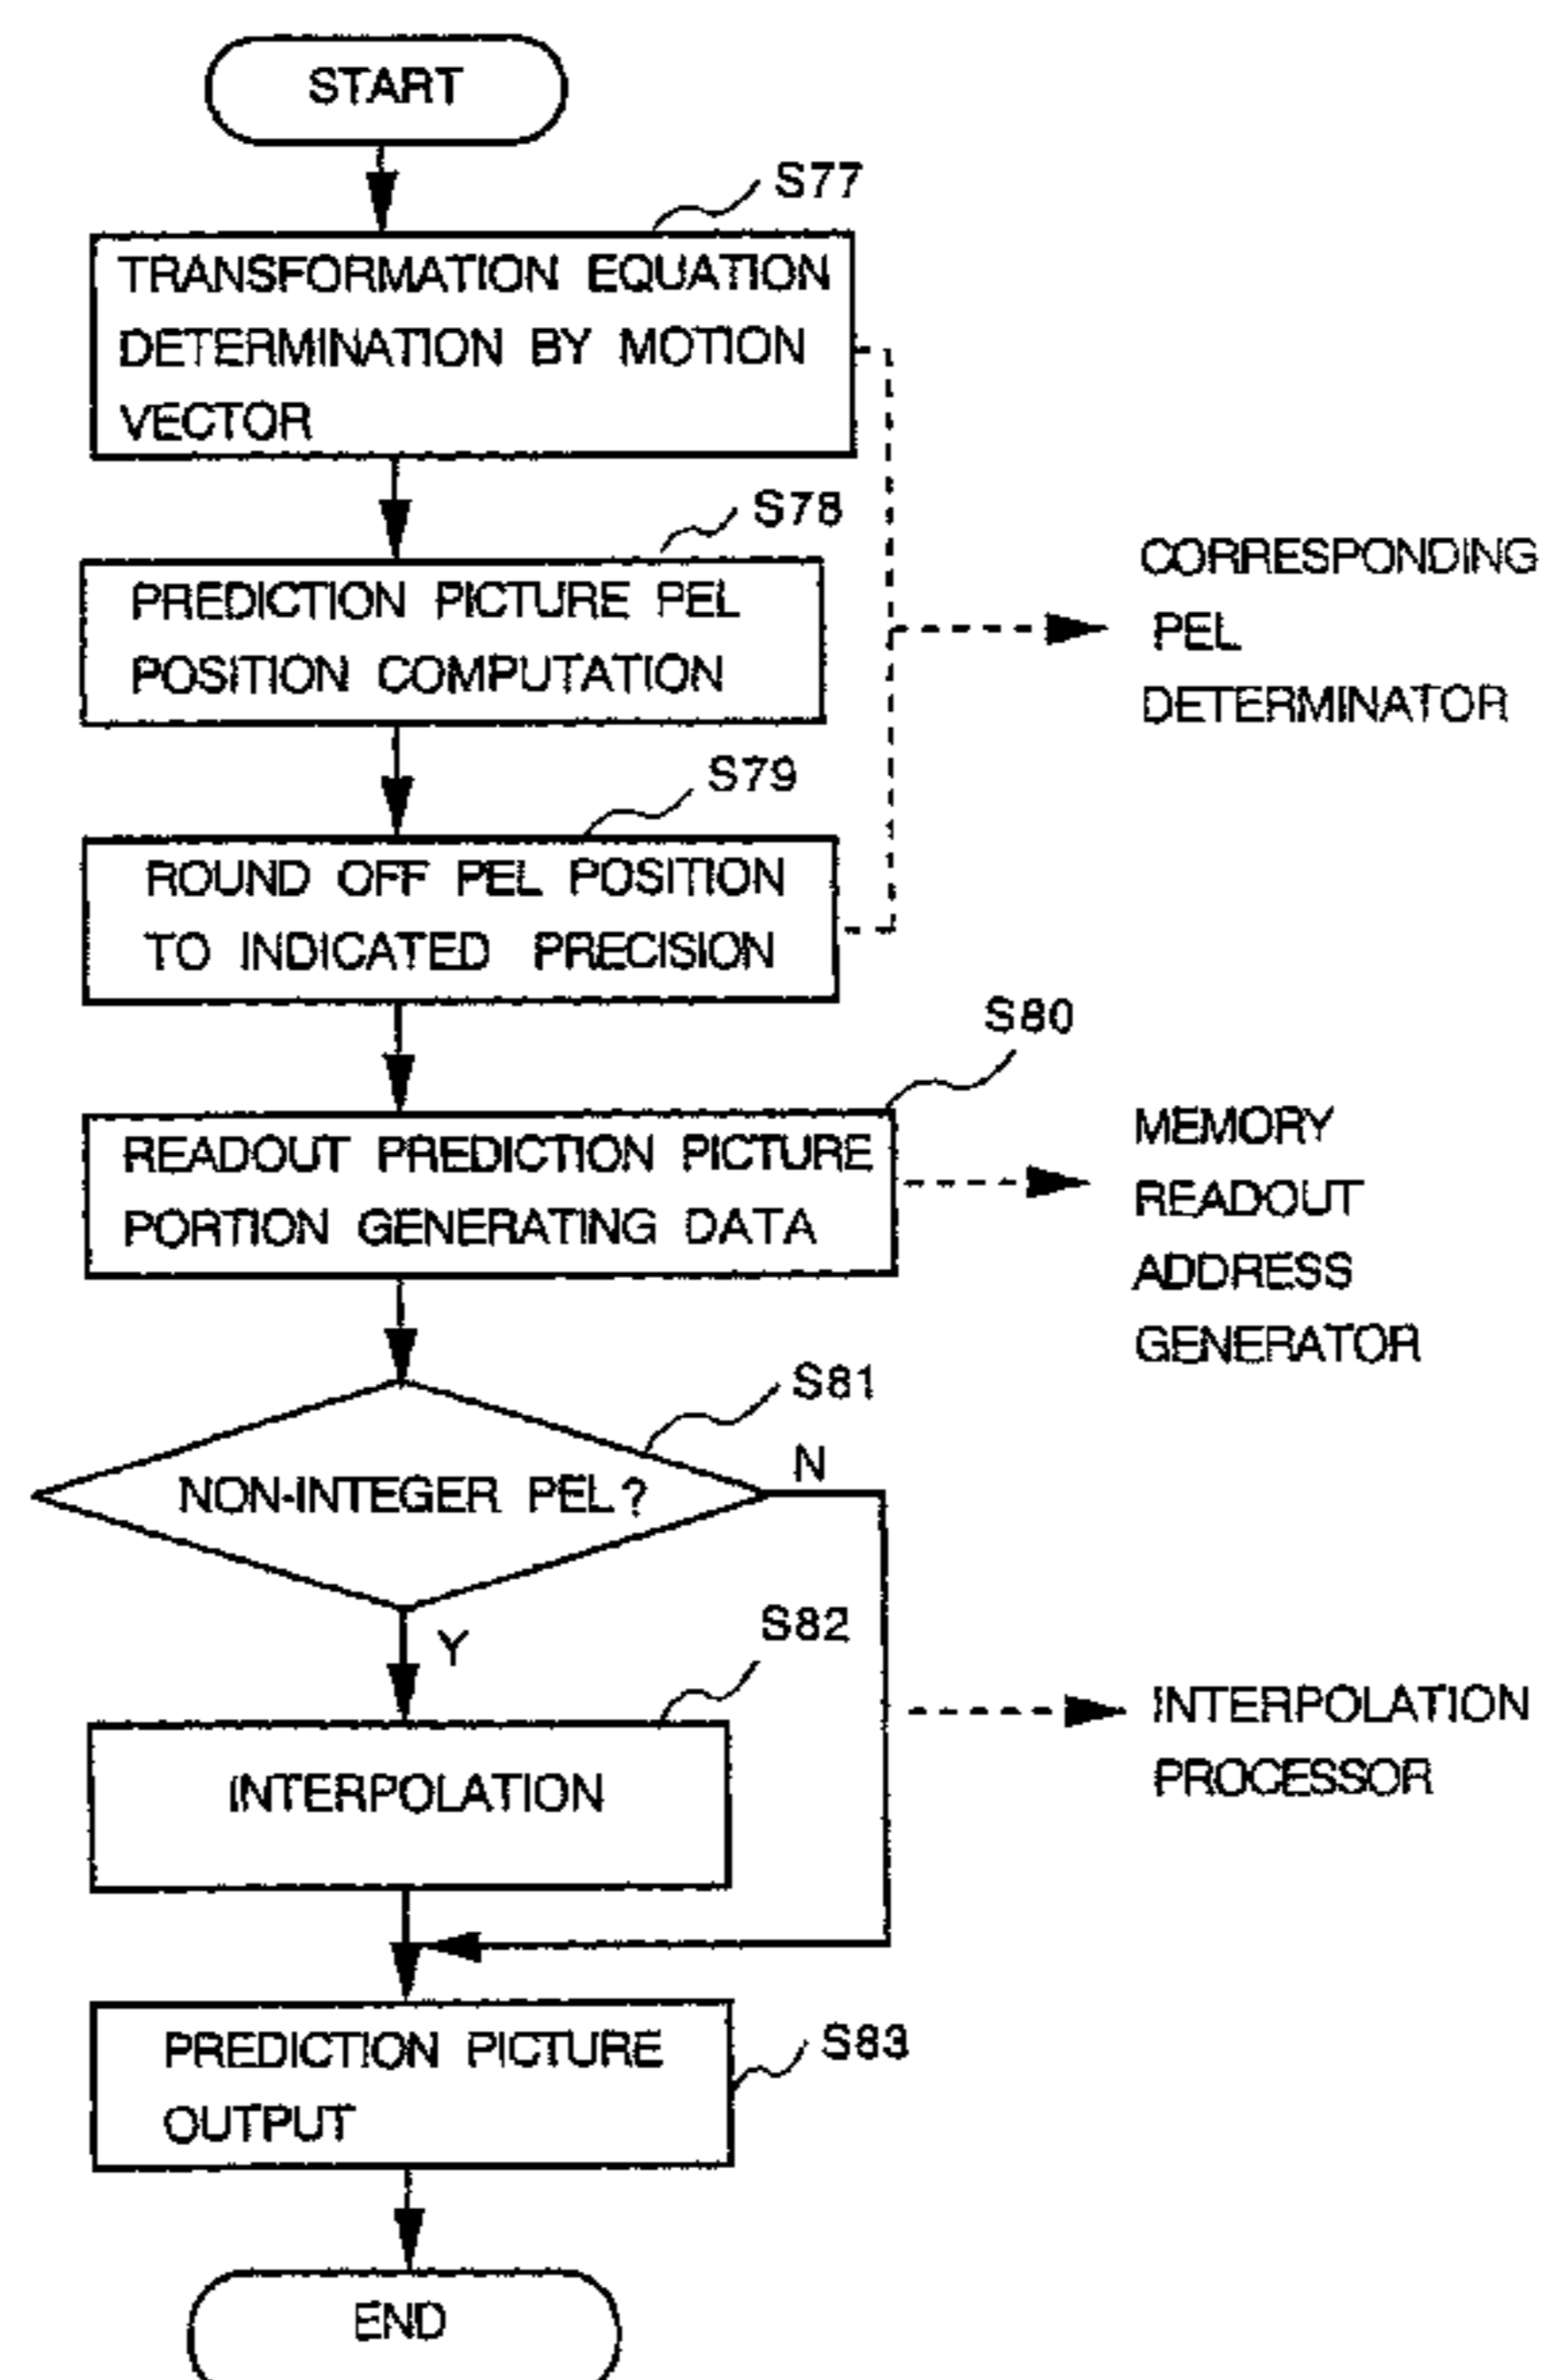 START
S77
TRANSFORMATION EQUATION
DETERMINATION BY MOTION
VECTOR
S78
PREDICTION PICTURE PEL
POSITION COMPUTATION
CORRESPONDING
PEL
DETERMINATOR
S79
ROUND OFF PEL POSITION
TO INDICATED PRECISION
S80
READOUT PREDICTION PICTURE
PORTION GENERATING DATA
MEMORY
READOUT
ADDRESS
GENERATOR
S81
NON-INTEGER PEL?
N
Y
S82
INTERPOLATION
INTERPOLATION
PROCESSOR
PREDICTION PICTURE
OUTPUT
S83
END